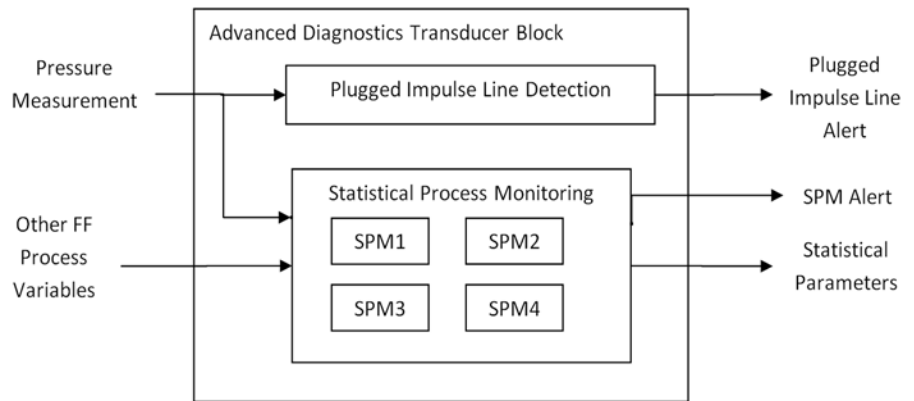 Advanced Diagnostics Transducer Block
Pressure
Measurement
Plugged Impulse Line Detection
Plugged
Impulse Line
Alert
Statistical Process Monitoring
SPM1
SPM2
SPM3
SPM4
Other FF
Process
Variables
SPM Alert
Statistical
Parameters